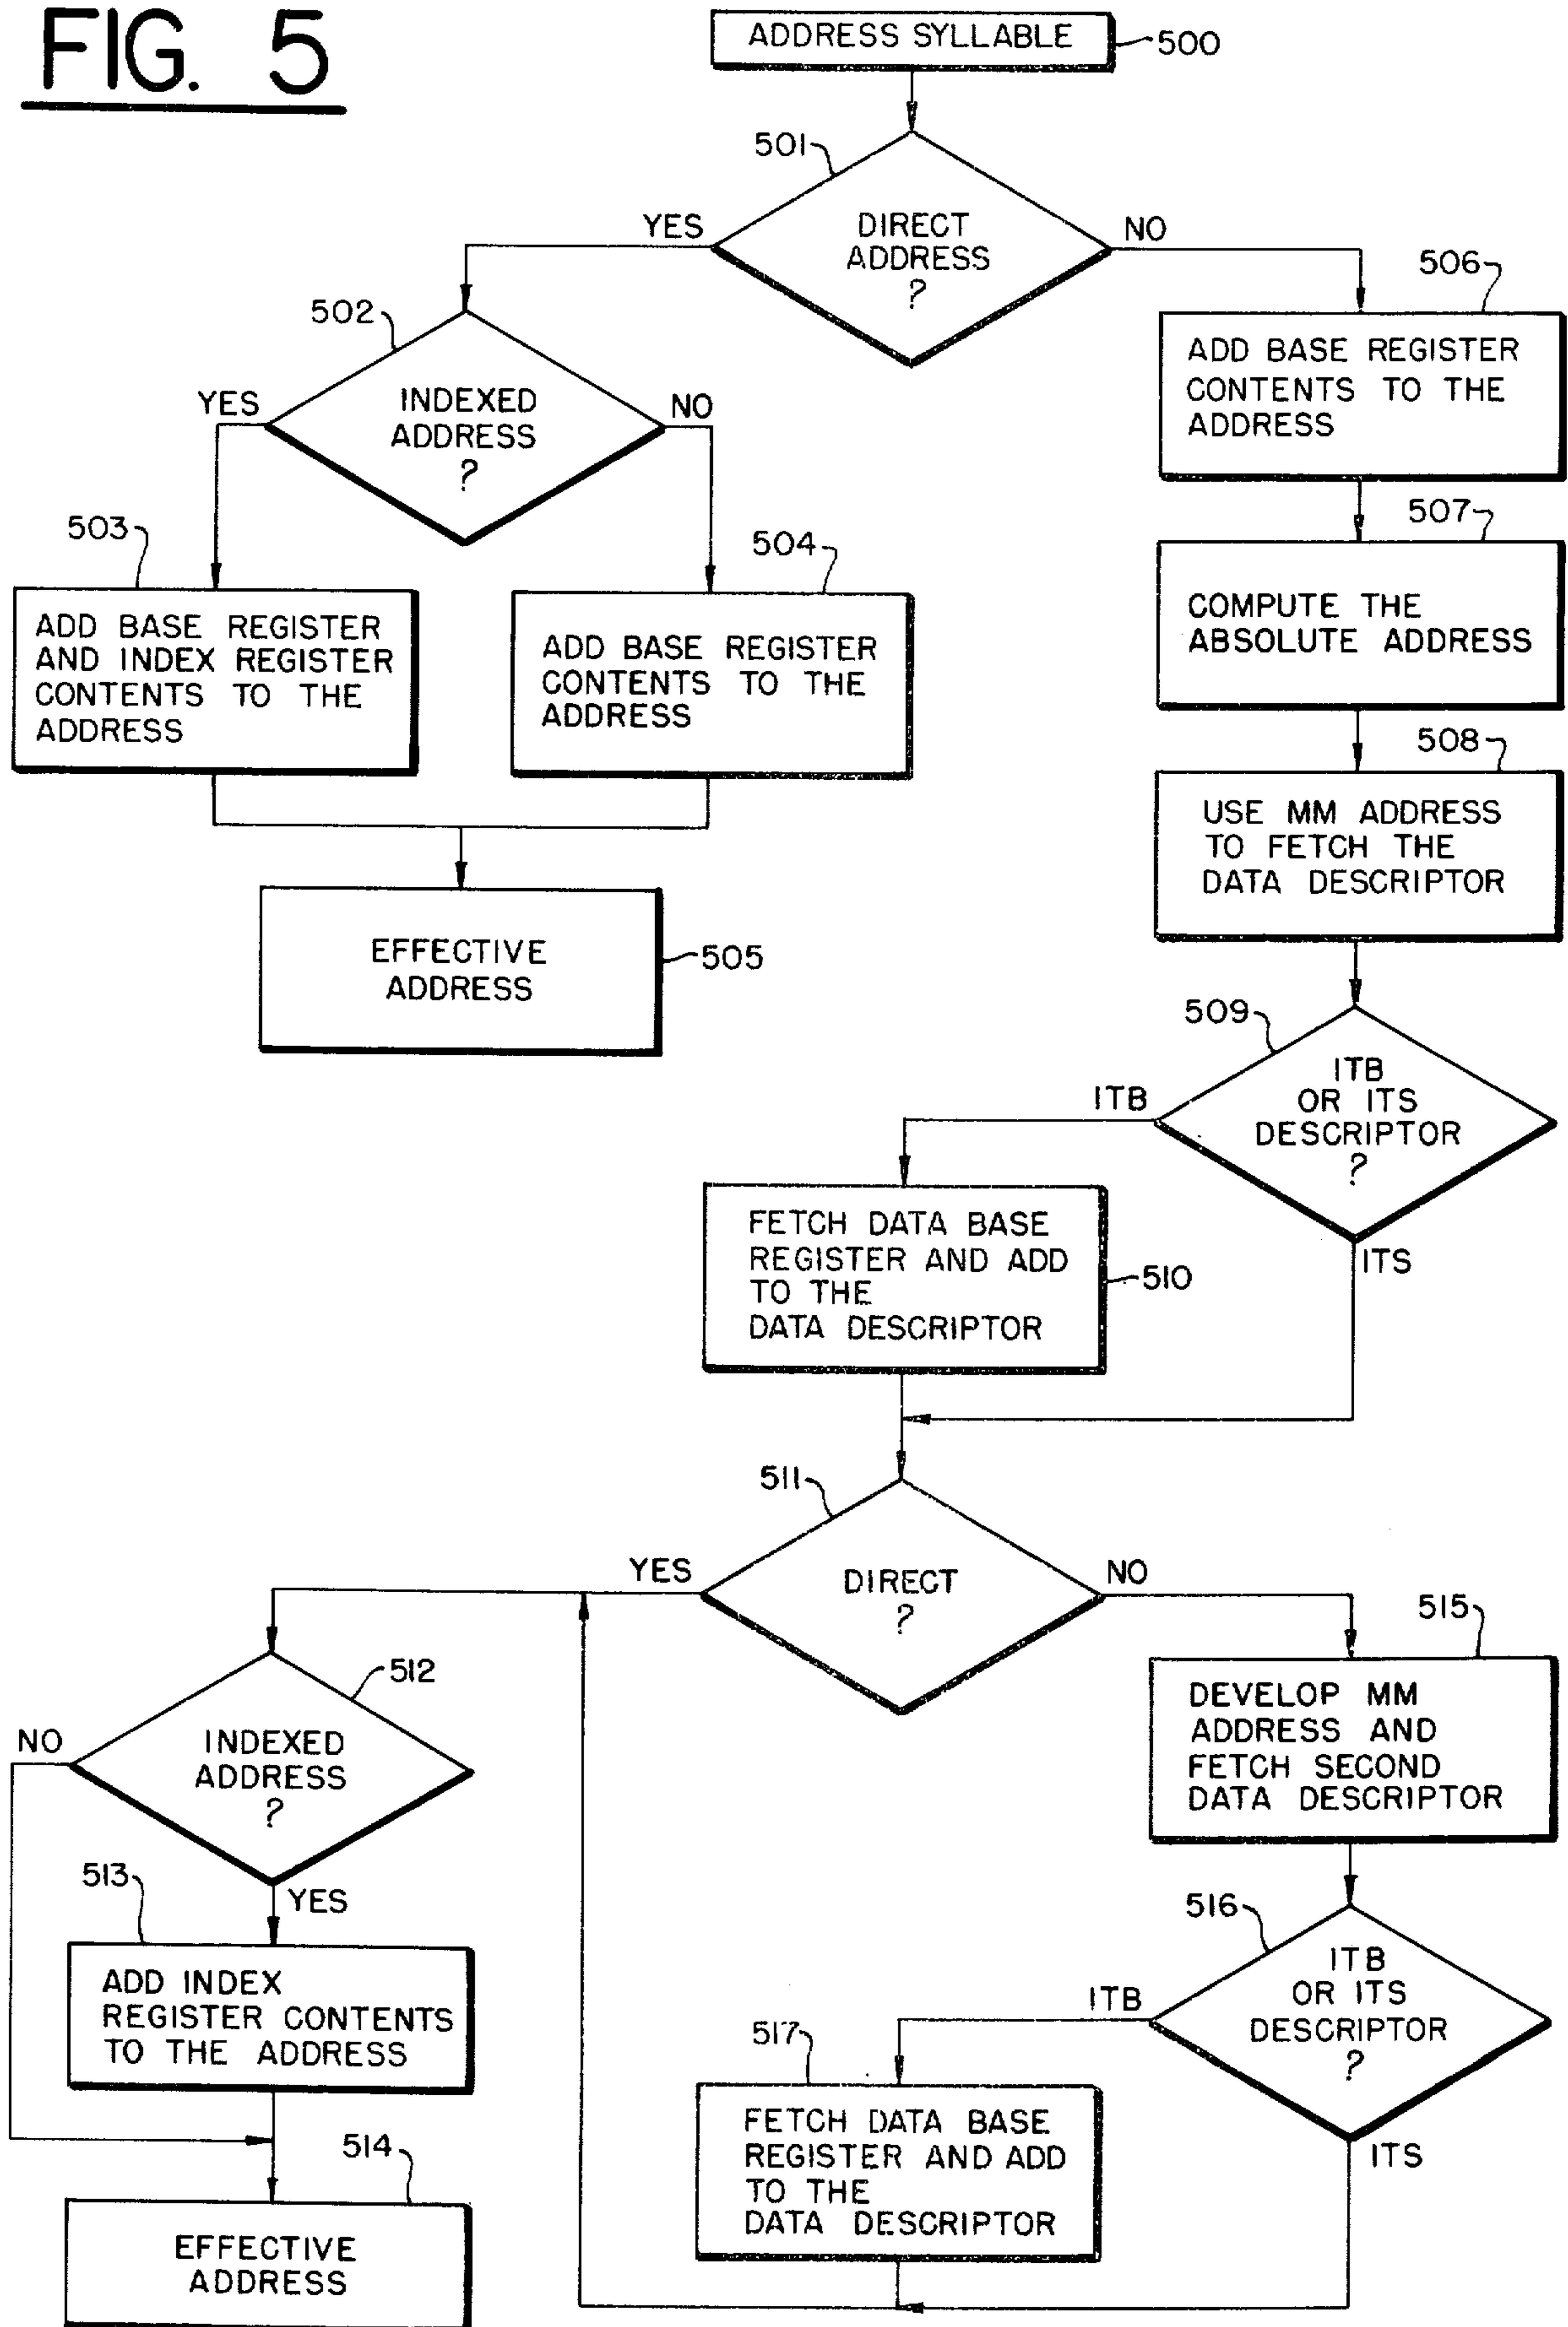 FIG. 5
ADDRESS SYLLABLE
500
501
DIRECT
ADDRESS
?
YES
NO
502
INDEXED
ADDRESS
?
YES
NO
506
ADD BASE REGISTER
CONTENTS TO THE
ADDRESS
503
ADD BASE REGISTER
AND INDEX REGISTER
CONTENTS TO THE
ADDRESS
504
ADD BASE REGISTER
CONTENTS TO THE
ADDRESS
507
COMPUTE THE
ABSOLUTE ADDRESS
505
EFFECTIVE
ADDRESS
508
USE MM ADDRESS
TO FETCH THE
DATA DESCRIPTOR
509
ITB
OR ITS
DESCRIPTOR
?
ITB
ITS
510
FETCH DATA BASE
REGISTER AND ADD
TO THE
DATA DESCRIPTOR
511
DIRECT
?
YES
NO
512
INDEXED
ADDRESS
?
NO
YES
513
ADD INDEX
REGISTER CONTENTS
TO THE ADDRESS
514
EFFECTIVE
ADDRESS
515
DEVELOP MM
ADDRESS AND
FETCH SECOND
DATA DESCRIPTOR
516
ITB
OR ITS
DESCRIPTOR
?
ITB
ITS
517
FETCH DATA BASE
REGISTER AND ADD
TO THE
DATA DESCRIPTOR